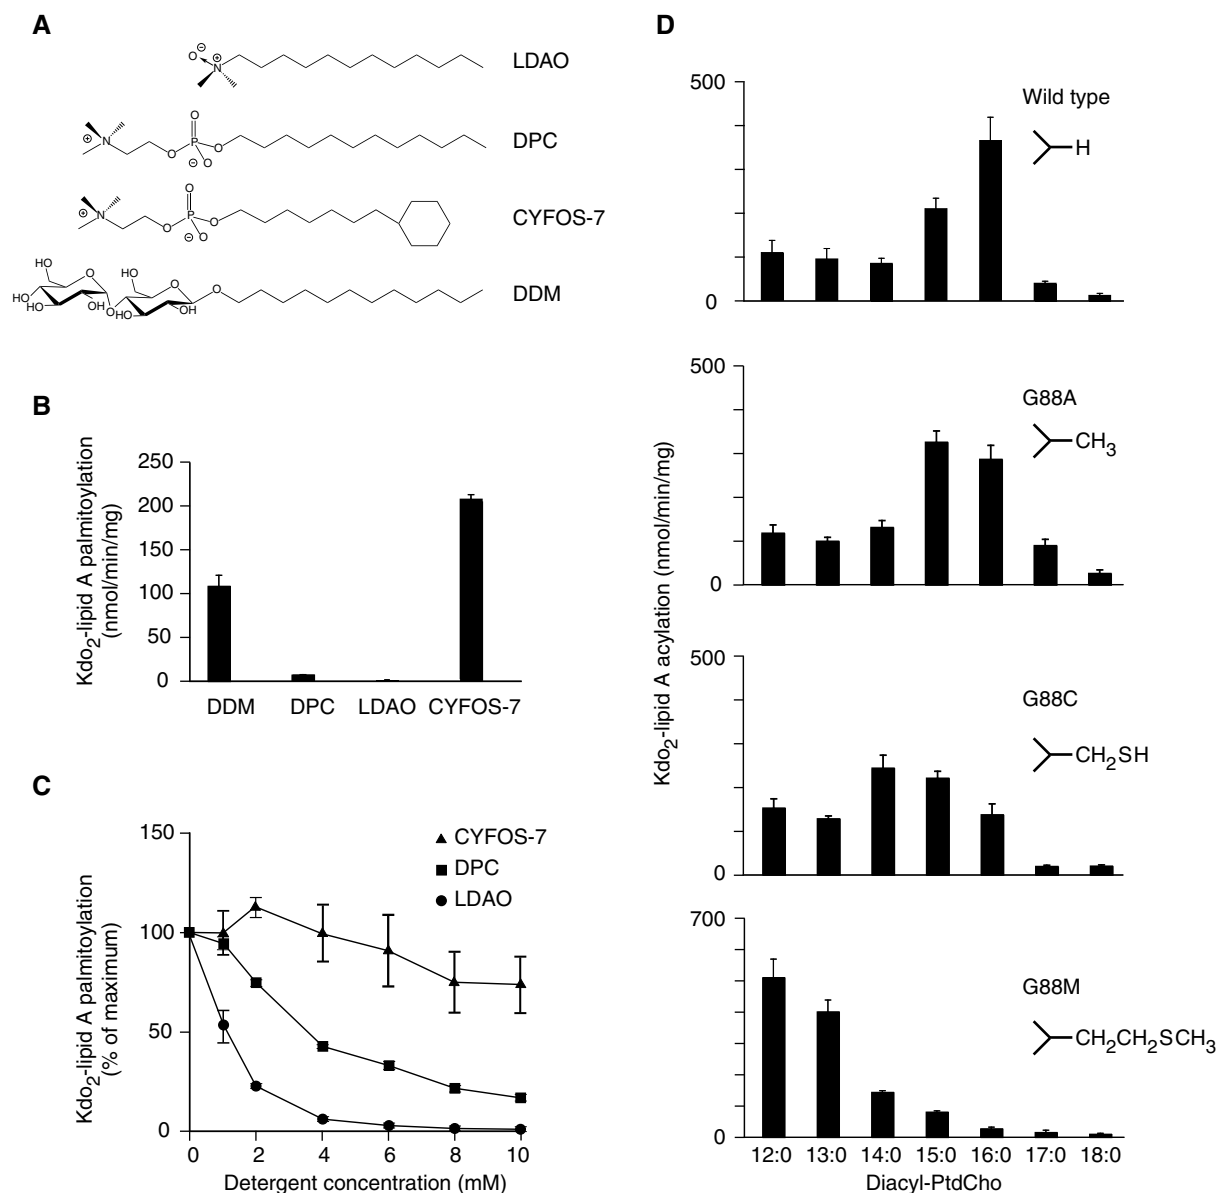 A
O
⊖
N
⊕
LDAO
⊕
N
O
P
O
O
⊖
O
DPC
⊕
N
O
P
O
O
⊖
O
CYFOS-7
HO
O
HO
HO
OH
O
HO
O
HO
OH
O
DDM
B
Kdo2-lipid A palmitoylation
(nmol/min/mg)
250
200
150
100
50
0
DDM DPC LDAO CYFOS-7
C
Kdo2-lipid A palmitoylation
(% of maximum)
150
100
50
0
CYFOS-7
DPC
LDAO
0 2 4 6 8 10
Detergent concentration (mM)
D
Kdo2-lipid A acylation (nmol/min/mg)
500
0
Wild type
H
500
0
G88A
CH3
500
0
G88C
CH2SH
700
0
G88M
CH2CH2SCH3
12:0 13:0 14:0 15:0 16:0 17:0 18:0
Diacyl-PtdCho